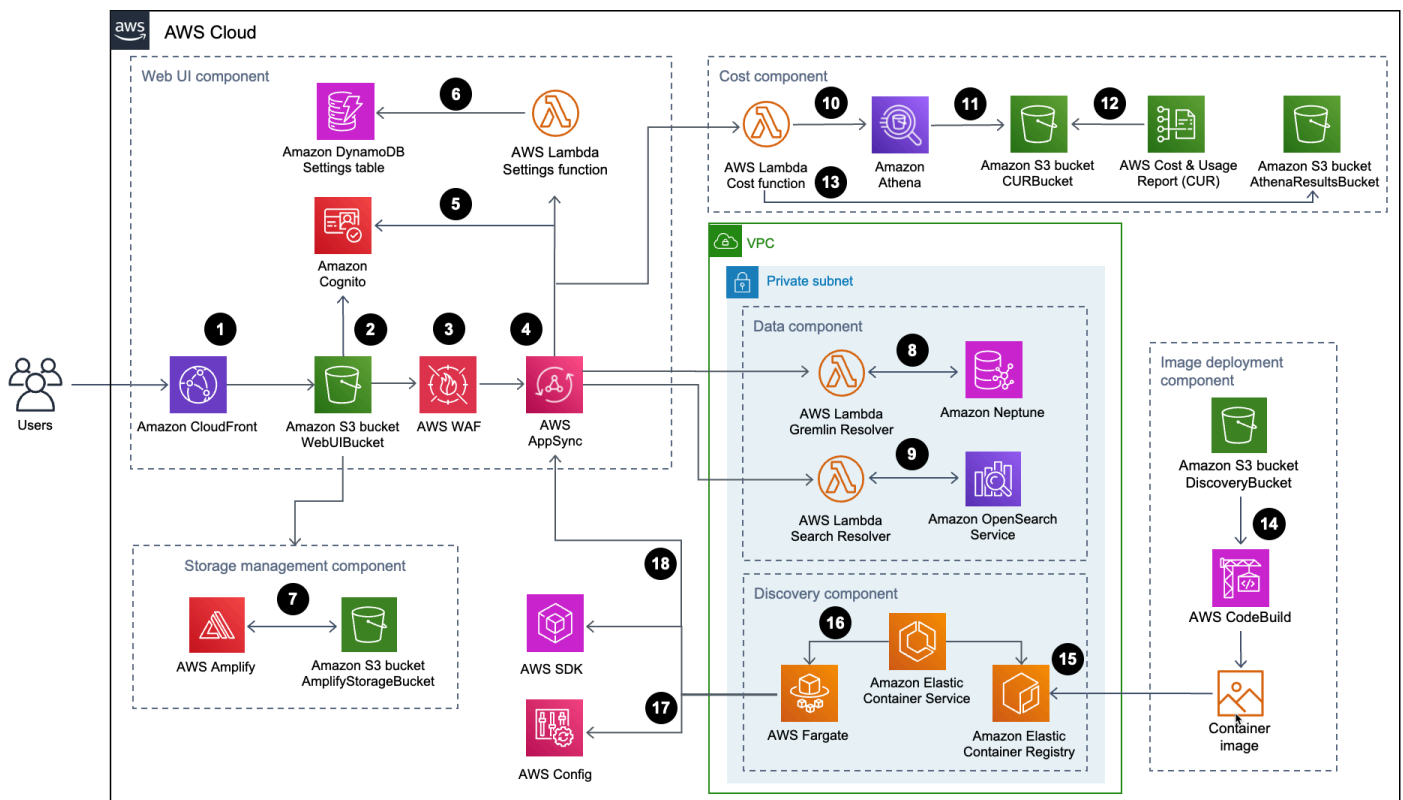 aws
AWS Cloud
Web UI component
6
Amazon DynamoDB
Settings table
AWS Lambda
Settings function
5
Amazon
Cognito
1
2
3
4
Users
Amazon CloudFront
Amazon S3 bucket
WebUIBucket
AWS WAF
AWS
AppSync
Cost component
10
11
12
AWS Lambda
Cost function
13
Amazon
Athena
Amazon S3 bucket
CURBucket
AWS Cost & Usage
Report (CUR)
Amazon S3 bucket
AthenaResultsBucket
VPC
Private subnet
Data component
8
AWS Lambda
Gremlin Resolver
Amazon Neptune
9
AWS Lambda
Search Resolver
Amazon OpenSearch
Service
Image deployment
component
Amazon S3 bucket
DiscoveryBucket
14
AWS CodeBuild
Container
image
Storage management component
7
AWS Amplify
Amazon S3 bucket
AmplifyStorageBucket
18
AWS SDK
17
AWS Config
Discovery component
16
15
Amazon Elastic
Container Service
AWS Fargate
Amazon Elastic
Container Registry